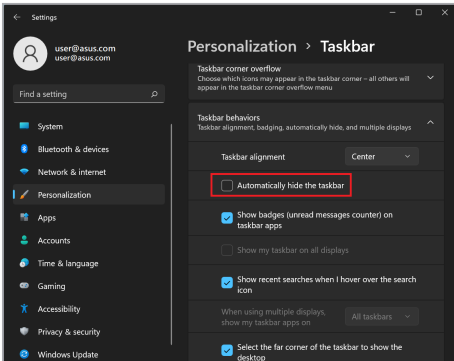 Settings
user@asus.com
user@asus.com
Find a setting
System
Bluetooth & devices
Network & internet
Personalization
Apps
Accounts
Time & language
Gaming
Accessibility
Privacy & security
Windows Update
Personalization > Taskbar
Taskbar corner overflow
Choose which icons may appear in the taskbar corner – all others will
appear in the taskbar corner overflow menu
Taskbar behaviors
Taskbar alignment, badging, automatically hide, and multiple displays
Taskbar alignment
Center
Automatically hide the taskbar
Show badges (unread messages counter) on
taskbar apps
Show my taskbar on all displays
Show recent searches when I hover over the search
icon
When using multiple displays,
show my taskbar apps on
All taskbars
Select the far corner of the taskbar to show the
desktop